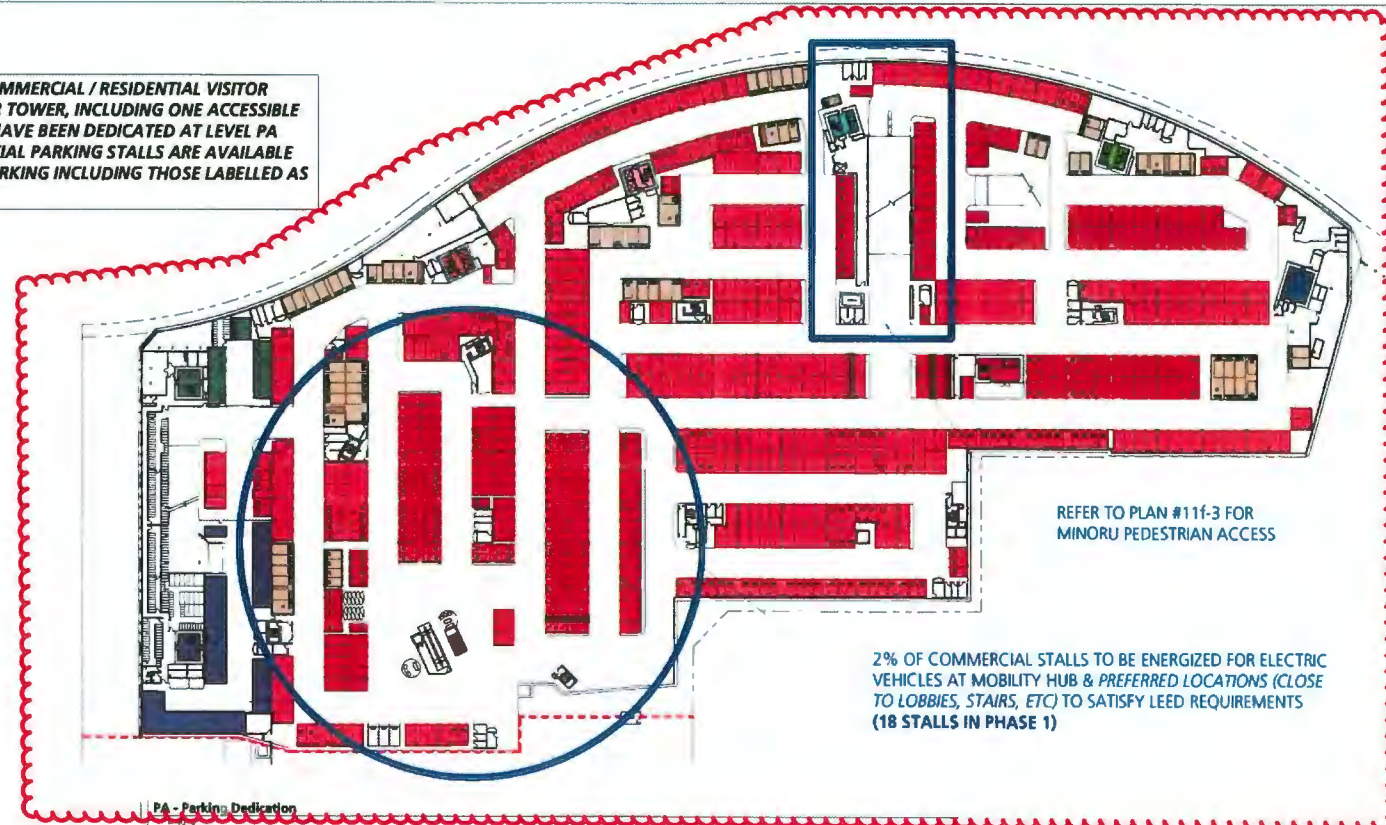 MMERCIAL / RESIDENTIAL VISITOR
R TOWER, INCLUDING ONE ACCESSIBLE
HAVE BEEN DEDICATED AT LEVEL PA
IAL PARKING STALLS ARE AVAILABLE
RKING INCLUDING THOSE LABELLED AS
REFER TO PLAN #11f-3 FOR
MINORU PEDESTRIAN ACCESS
2% OF COMMERCIAL STALLS TO BE ENERGIZED FOR ELECTRIC
VEHICLES AT MOBILITY HUB & PREFERRED LOCATIONS (CLOSE
TO LOBBIES, STAIRS, ETC) TO SATISFY LEED REQUIREMENTS
(18 STALLS IN PHASE 1)
PA - Parking Dedication